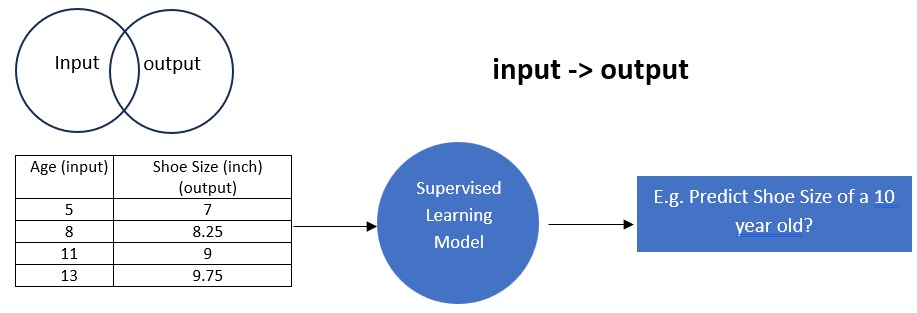 Input
output
input -> output
Age (input)
Shoe Size (inch)
(output)
5
7
8
8.25
11
9
13
9.75
Supervised
Learning
Model
E.g. Predict Shoe Size of a 10
year old?